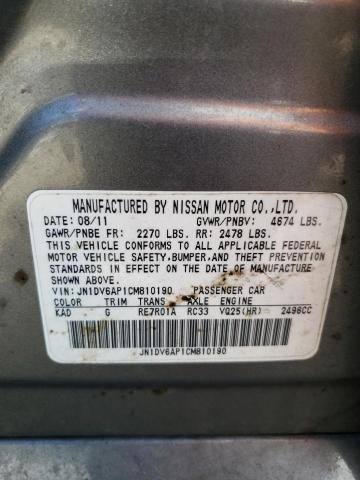 MANUFACTURED BY NISSAN MOTOR CO.,LTD.
DATE: 08/11 GVWR/PNBV: 4674 LBS.
GAWR/PNBE FR: 2270 LBS. RR: 2478 LBS.
THIS VEHICLE CONFORMS TO ALL APPLICABLE FEDERAL
MOTOR VEHICLE SAFETY,BUMPER,AND THEFT PREVENTION
STANDARDS IN EFFECT ON THE DATE OF MANUFACTURE
SHOWN ABOVE.
VIN: JN1DV6AP1CM810190 PASSENGER CAR
COLOR TRIM TRANS AXLE ENGINE
KAD G RE7R01A RC33 VQ25(HR) 2496CC
JN1DV6AP1CM810190